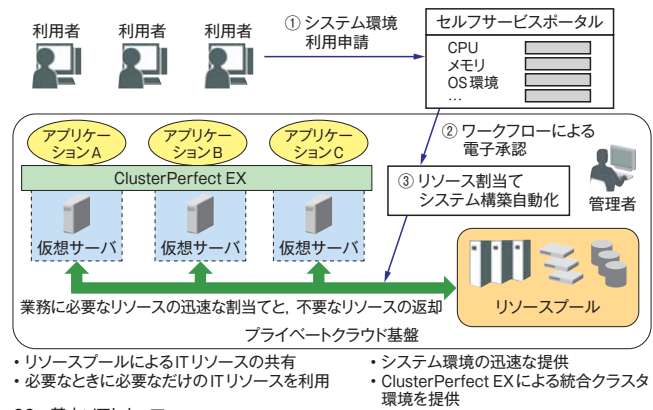 利用者
利用者
利用者
① システム環境
利用申請
セルフサービスポータル
CPU
メモリ
OS環境
…
アプリケー
ションA
アプリケー
ションB
アプリケー
ションC
ClusterPerfect EX
仮想サーバ
仮想サーバ
仮想サーバ
② ワークフローによる
電子承認
③ リソース割当て
システム構築自動化
管理者
リソースプール
業務に必要なリソースの迅速な割当てと，不要なリソースの返却
プライベートクラウド基盤
・リソースプールによるITリソースの共有
・必要なときに必要なだけのITリソースを利用
・システム環境の迅速な提供
・ClusterPerfect EXによる統合クラスタ
環境を提供